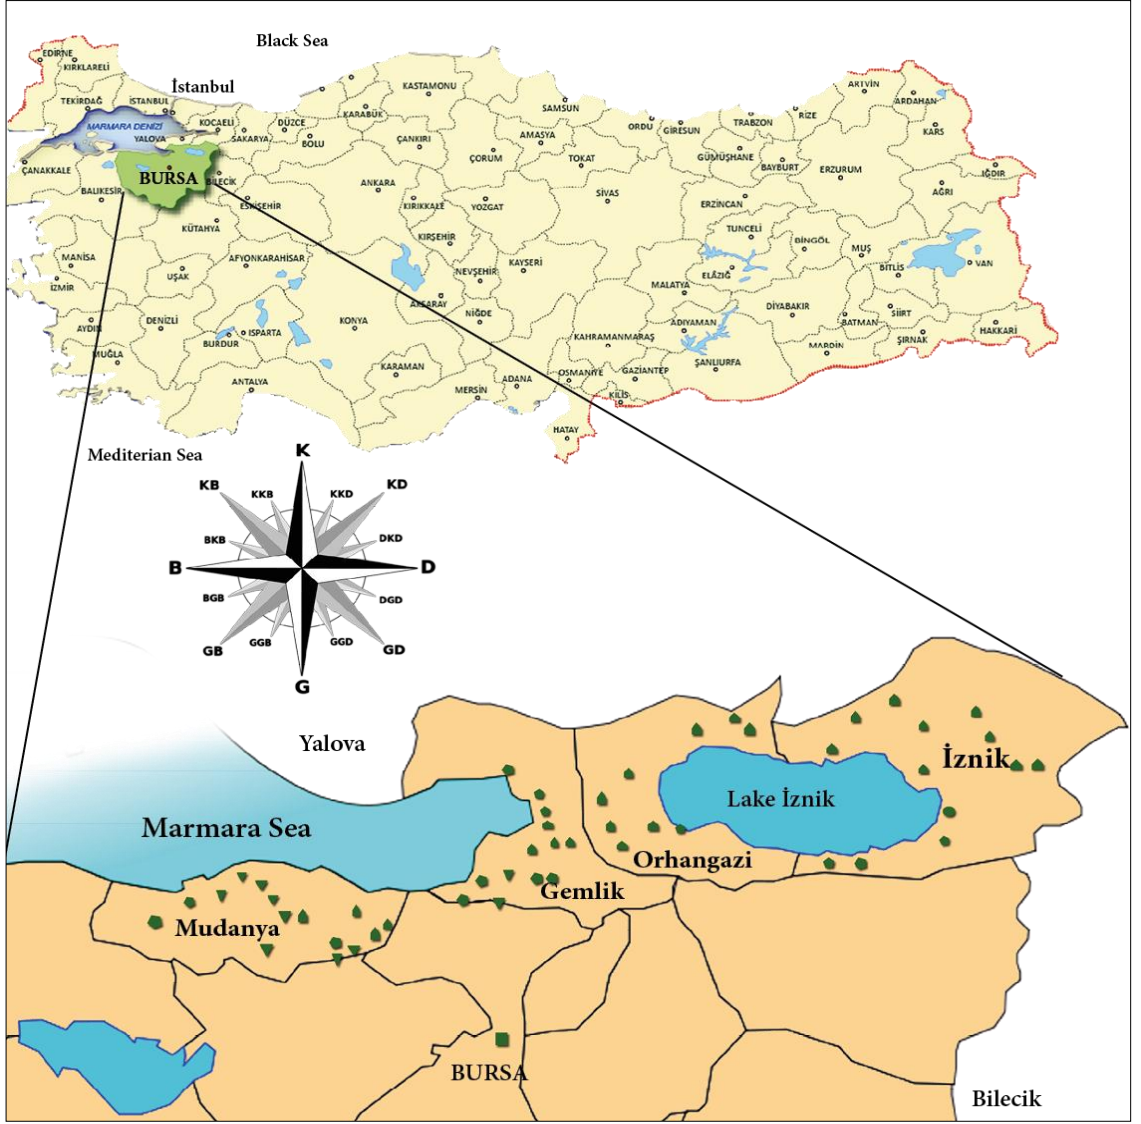 Black Sea
EDİRNE
KIRKLARELİ
İstanbul
TEKİRDAĞ
İSTANBUL
MARMARA DENİZİ
YALOVA
KOCAELİ
SAKARYA
DÜZCE
BOLU
KARABÜK
KASTAMONU
ÇANKIRI
SAMSUN
AMASYA
ÇORUM
TOKAT
ORDU
GİRESUN
TRABZON
RİZE
ARTVİN
ARDAHAN
KARS
GÜMÜŞHANE
BAYBURT
ERZURUM
IĞDIR
AĞRI
ÇANAKKALE
BALIKESİR
BURSA
BİLECİK
ESKİŞEHİR
KÜTAHYA
ANKARA
KIRIKKALE
YOZGAT
SİVAS
ERZİNCAN
TUNCELİ
BİNGÖL
MUŞ
BİTLİS
VAN
KIRŞEHİR
MANİSA
UŞAK
AFYONKARAHİSAR
NEVŞEHİR
KAYSERİ
ELÂZIĞ
MALATYA
İZMİR
AKSARAY
NİĞDE
DİYABAKIR
BATMAN
SİİRT
ŞIRNAK
HAKKARİ
AYDIN
DENİZLİ
BURDUR
ISPARTA
KONYA
KAHRAMANMARAŞ
ADIYAMAN
MARDİN
MUĞLA
ANTALYA
KARAMAN
MERSİN
ADANA
OSMANİYE
GAZİANTEP
ŞANLIURFA
KİLİS
HATAY
Mediterian Sea
K
KB
KKB
KKD
KD
BKB
DKD
B
D
BGB
DGD
GB
GGB
GGD
GD
G
Yalova
İznik
Lake İznik
Marmara Sea
Orhangazi
Gemlik
Mudanya
BURSA
Bilecik